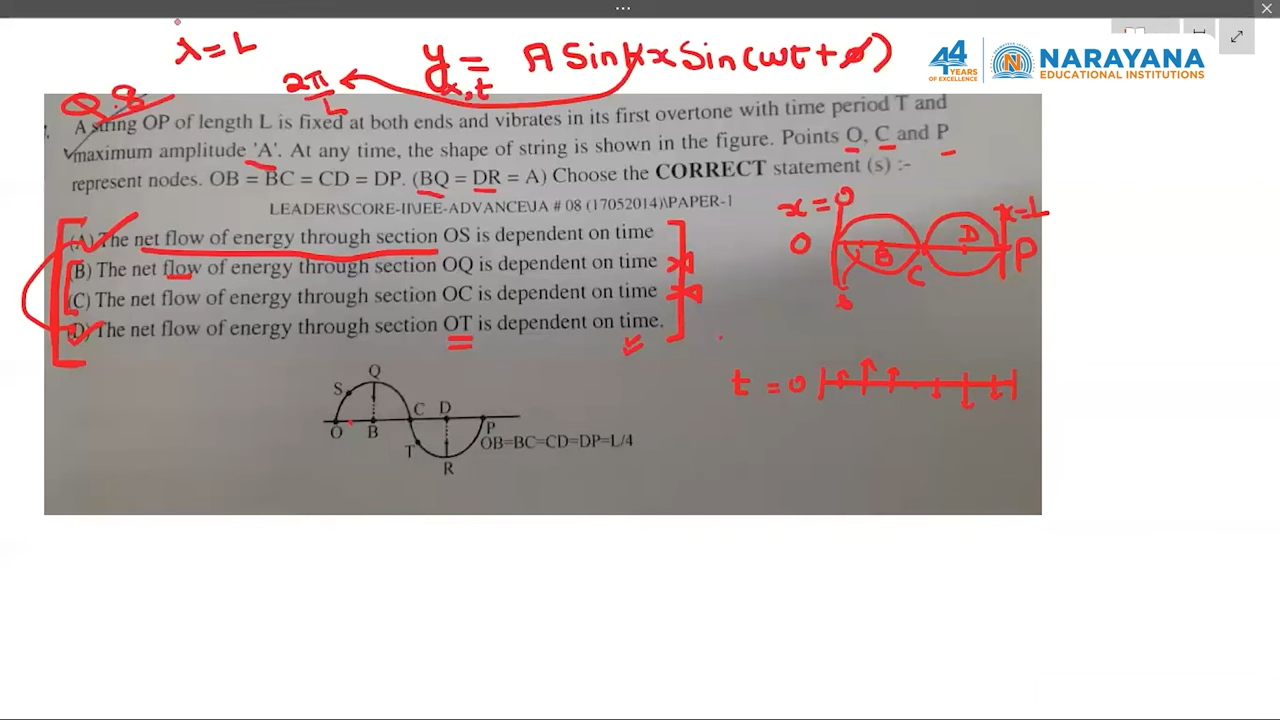 ...
λ = L
y = A Sin kx Sin(ωt + φ)
x,t
2π/L
44
YEARS
OF EXCELLENCE
NARAYANA
EDUCATIONAL INSTITUTIONS
Q.8
A string OP of length L is fixed at both ends and vibrates in its first overtone with time period T and
maximum amplitude 'A'. At any time, the shape of string is shown in the figure. Points O, C and P
represent nodes. OB = BC = CD = DP. (BQ = DR = A) Choose the CORRECT statement (s) :-
LEADER\SCORE-II\JEE-ADVANCE\JA # 08 (17052014)\PAPER-1
(A) The net flow of energy through section OS is dependent on time
(B) The net flow of energy through section OQ is dependent on time
(C) The net flow of energy through section OC is dependent on time
(D) The net flow of energy through section OT is dependent on time.
x = 0
x = L
O
B
C
D
P
t = 0
Q
S
C D
O B
P
T
OB=BC=CD=DP=L/4
R